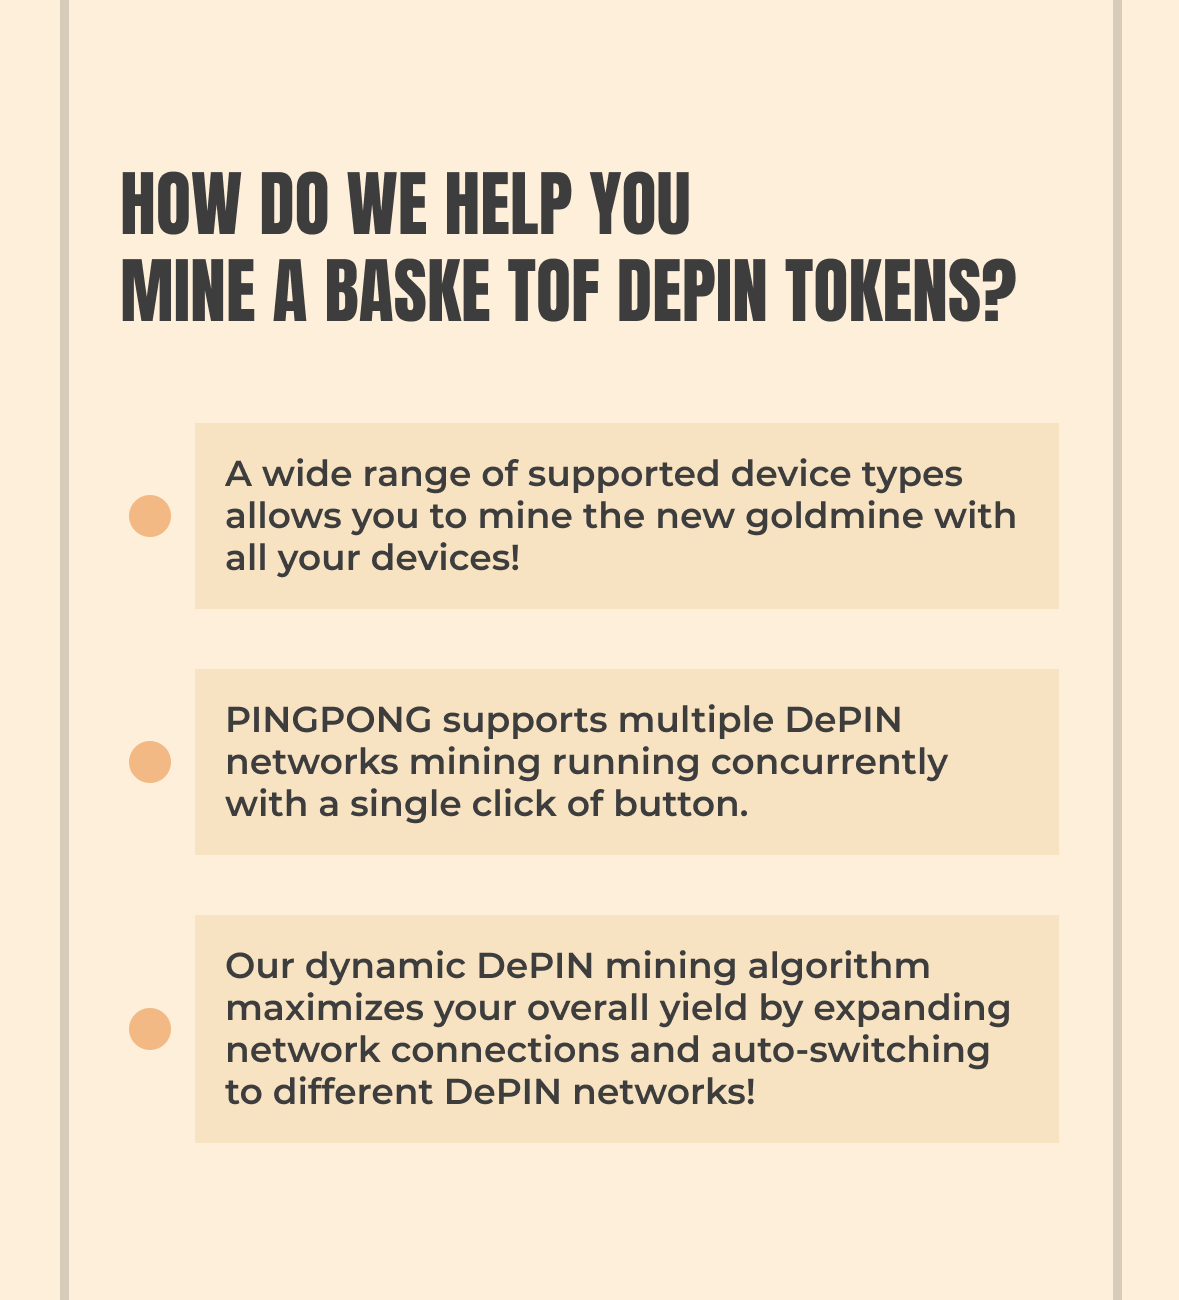 HOW DO WE HELP YOU
MINE A BASKE TOF DEPIN TOKENS?
A wide range of supported device types
allows you to mine the new goldmine with
all your devices!
PINGPONG supports multiple DePIN
networks mining running concurrently
with a single click of button.
Our dynamic DePIN mining algorithm
maximizes your overall yield by expanding
network connections and auto-switching
to different DePIN networks!